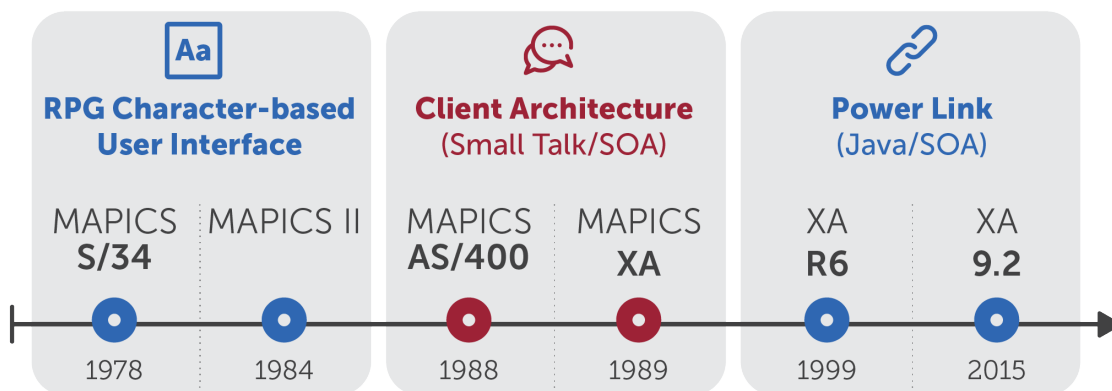 Aa
RPG Character-based
User Interface
MAPICS
S/34
MAPICS II
1978
1984
Client Architecture
(Small Talk/SOA)
MAPICS
AS/400
MAPICS
XA
1988
1989
Power Link
(Java/SOA)
XA
R6
XA
9.2
1999
2015